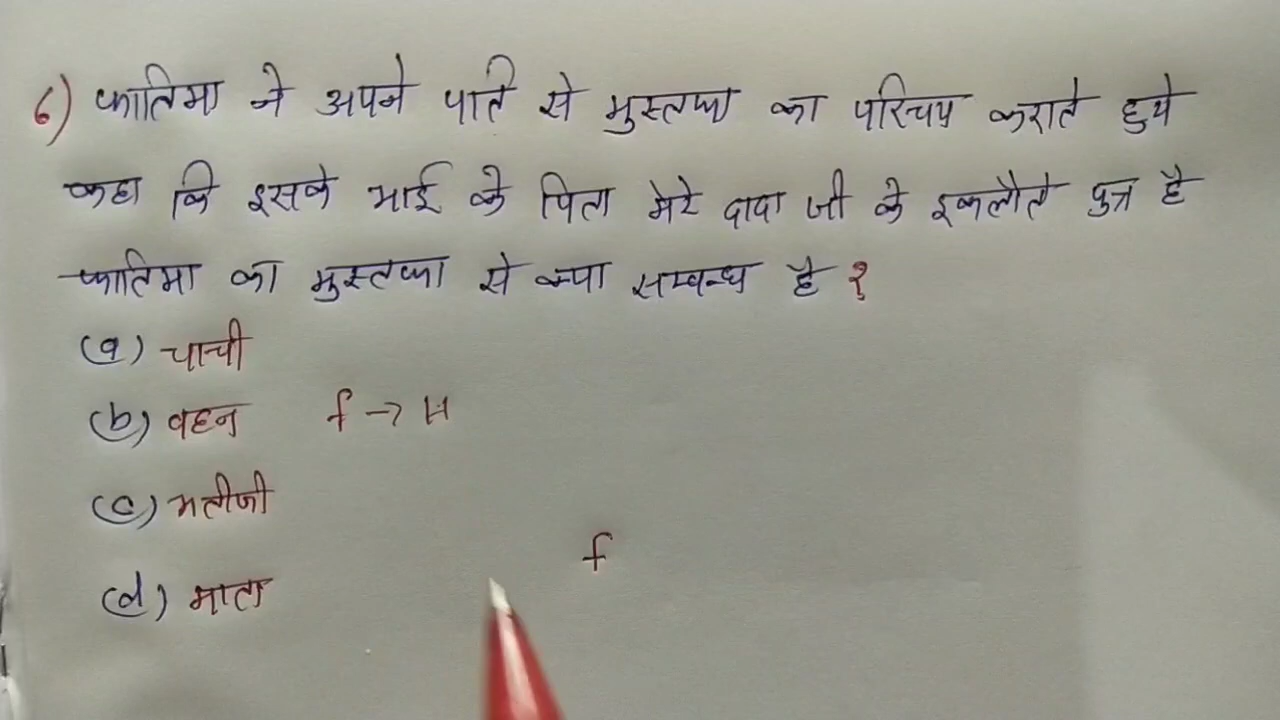 6) फातिमा ने अपने पति से मुस्तफा का परिचय कराते हुये
कहा कि इसके भाई के पिता मेरे दादा जी के इकलौते पुत्र है
फातिमा का मुस्तफा से क्या सम्बन्ध है ?
(a) चाची
(b) बहन f → M
(c) भतीजी
f
(d) माता